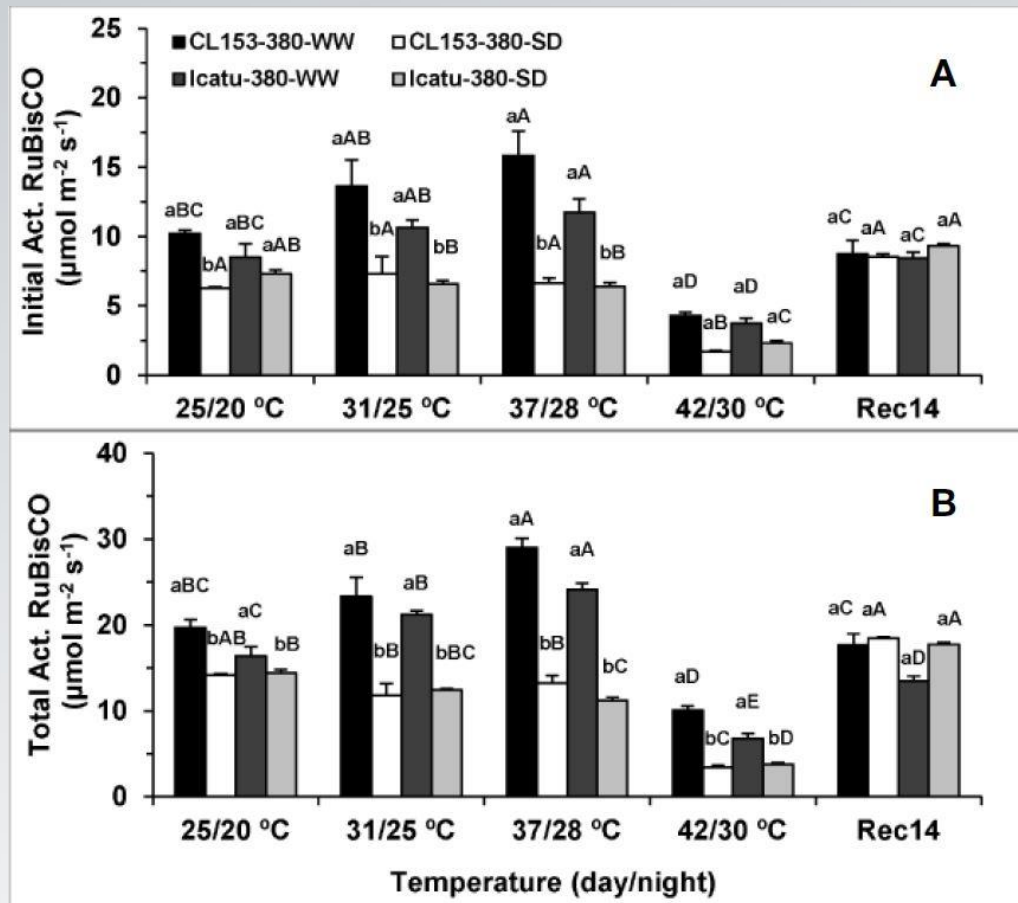 25
20
15
10
5
0
Initial Act. RuBisCO
(µmol m⁻² s⁻¹)
CL153-380-WW CL153-380-SD
Icatu-380-WW Icatu-380-SD
A
aBC bA aBC aAB
aAB bA aAB bB
aA bA aA bB
aD aB aD aC
aC aA aC aA
25/20 ºC 31/25 ºC 37/28 ºC 42/30 ºC Rec14
40
30
20
10
0
Total Act. RuBisCO
(µmol m⁻² s⁻¹)
B
aBC bAB aC bB
aB bB aB bBC
aA bB aA bC
aD bC aE bD
aC aA aD aA
25/20 ºC 31/25 ºC 37/28 ºC 42/30 ºC Rec14
Temperature (day/night)